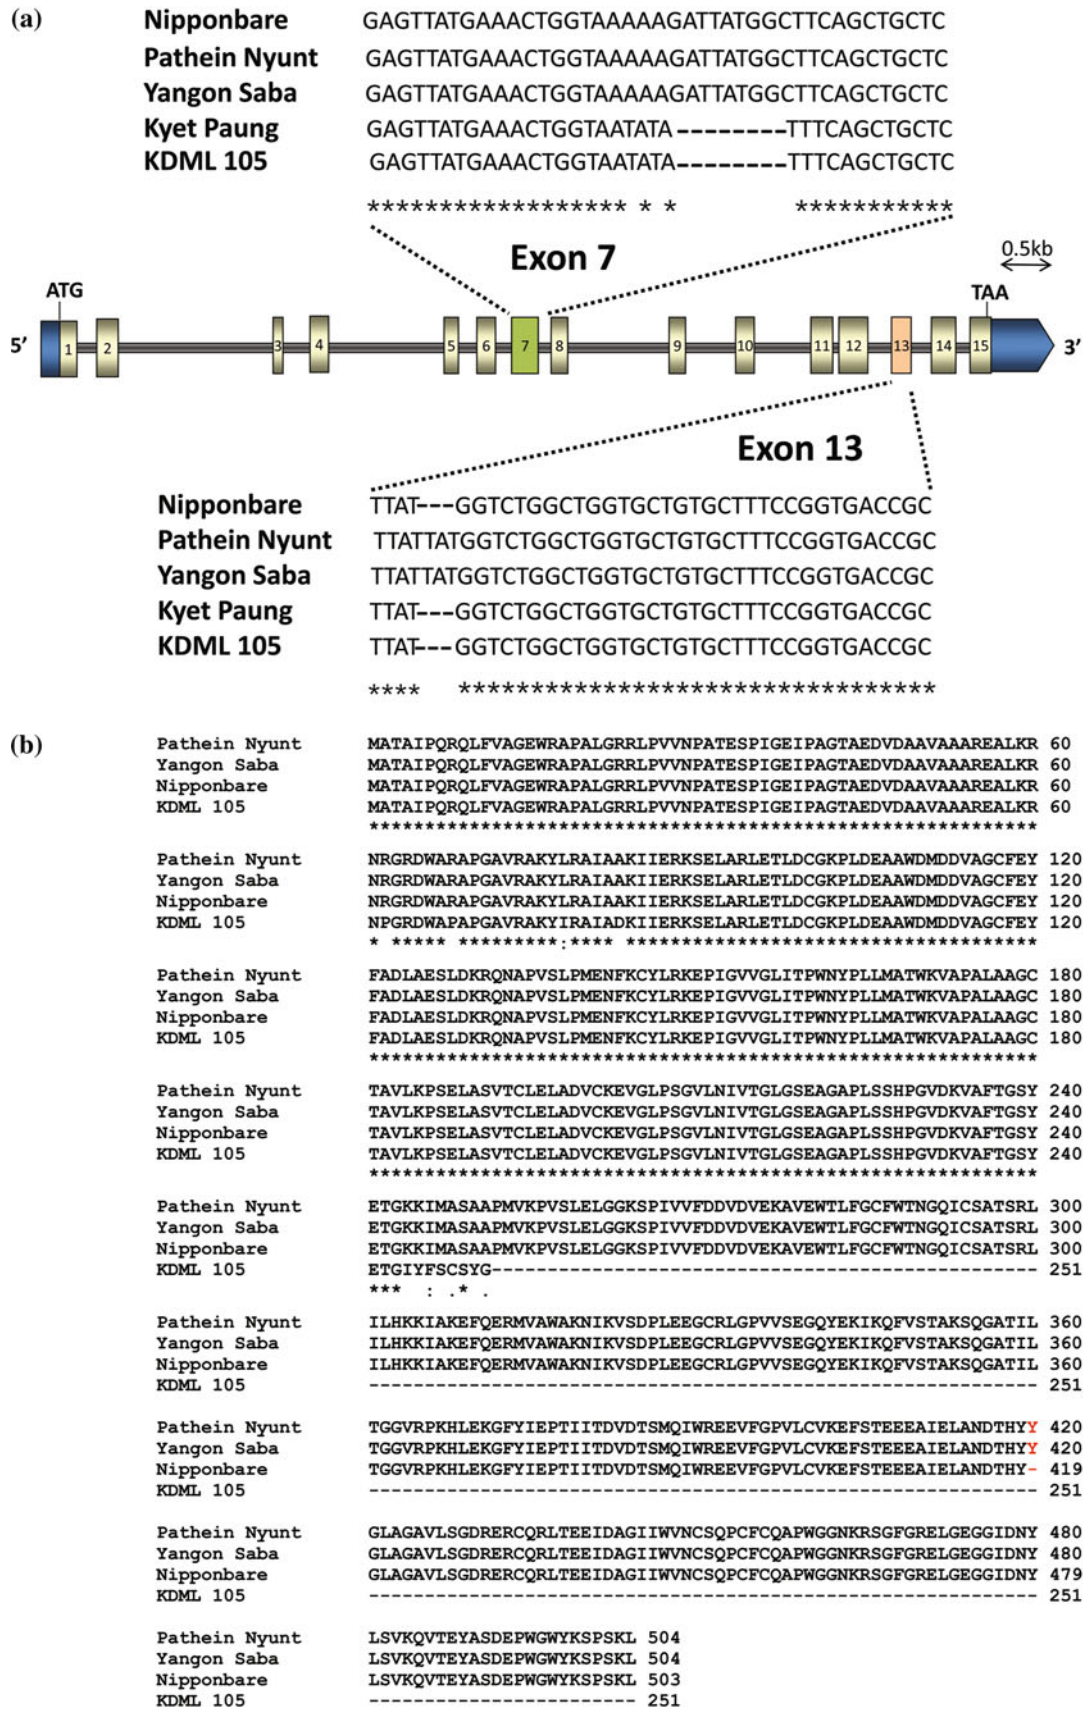 (a)
Nipponbare GAGTTATGAAACTGGTAAAAAGATTATGGCTTCAGCTGCTC
Pathein Nyunt GAGTTATGAAACTGGTAAAAAGATTATGGCTTCAGCTGCTC
Yangon Saba GAGTTATGAAACTGGTAAAAAGATTATGGCTTCAGCTGCTC
Kyet Paung GAGTTATGAAACTGGTAATATA--------TTTCAGCTGCTC
KDML 105 GAGTTATGAAACTGGTAATATA--------TTTCAGCTGCTC
****************** * * ***********
Exon 7
0.5kb
ATG
TAA
5’ 1 2 3 4 5 6 7 8 9 10 11 12 13 14 15 3’
Exon 13
Nipponbare TTAT---GGTCTGGCTGGTGCTGTGCTTTCCGGTGACCGC
Pathein Nyunt TTATTATGGTCTGGCTGGTGCTGTGCTTTCCGGTGACCGC
Yangon Saba TTATTATGGTCTGGCTGGTGCTGTGCTTTCCGGTGACCGC
Kyet Paung TTAT---GGTCTGGCTGGTGCTGTGCTTTCCGGTGACCGC
KDML 105 TTAT---GGTCTGGCTGGTGCTGTGCTTTCCGGTGACCGC
**** *********************************
(b)
Pathein Nyunt MATAIPQRQLFVAGEWRAPALGRRLPVVNPATESPIGEIPAGTAEDVDAAVAAAREALKR 60
Yangon Saba MATAIPQRQLFVAGEWRAPALGRRLPVVNPATESPIGEIPAGTAEDVDAAVAAAREALKR 60
Nipponbare MATAIPQRQLFVAGEWRAPALGRRLPVVNPATESPIGEIPAGTAEDVDAAVAAAREALKR 60
KDML 105 MATAIPQRQLFVAGEWRAPALGRRLPVVNPATESPIGEIPAGTAEDVDAAVAAAREALKR 60
************************************************************
Pathein Nyunt NRGRDWARAPGAVRAKYLRAIAAKIIERKSELARLETLDCGKPLDEAAWDMDDVAGCFEY 120
Yangon Saba NRGRDWARAPGAVRAKYLRAIAAKIIERKSELARLETLDCGKPLDEAAWDMDDVAGCFEY 120
Nipponbare NRGRDWARAPGAVRAKYLRAIAAKIIERKSELARLETLDCGKPLDEAAWDMDDVAGCFEY 120
KDML 105 NPGRDWAPAPGAVRAKYIRAIADKIIERKSELARLETLDCGKPLDEAAWDMDDVAGCFEY 120
* ***** *********:**** *************************************
Pathein Nyunt FADLAESLDKRQNAPVSLPMENFKCYLRKEPIGVVGLITPWNYPLLMATWKVAPALAAGC 180
Yangon Saba FADLAESLDKRQNAPVSLPMENFKCYLRKEPIGVVGLITPWNYPLLMATWKVAPALAAGC 180
Nipponbare FADLAESLDKRQNAPVSLPMENFKCYLRKEPIGVVGLITPWNYPLLMATWKVAPALAAGC 180
KDML 105 FADLAESLDKRQNAPVSLPMENFKCYLRKEPIGVVGLITPWNYPLLMATWKVAPALAAGC 180
************************************************************
Pathein Nyunt TAVLKPSELASVTCLELADVCKEVGLPSGVLNIVTGLGSEAGAPLSSHPGVDKVAFTGSY 240
Yangon Saba TAVLKPSELASVTCLELADVCKEVGLPSGVLNIVTGLGSEAGAPLSSHPGVDKVAFTGSY 240
Nipponbare TAVLKPSELASVTCLELADVCKEVGLPSGVLNIVTGLGSEAGAPLSSHPGVDKVAFTGSY 240
KDML 105 TAVLKPSELASVTCLELADVCKEVGLPSGVLNIVTGLGSEAGAPLSSHPGVDKVAFTGSY 240
************************************************************
Pathein Nyunt ETGKKIMASAAPMVKPVSLELGGKSPIVVFDDVDVEKAVEWTLFGCFWTNGQICSATSRL 300
Yangon Saba ETGKKIMASAAPMVKPVSLELGGKSPIVVFDDVDVEKAVEWTLFGCFWTNGQICSATSRL 300
Nipponbare ETGKKIMASAAPMVKPVSLELGGKSPIVVFDDVDVEKAVEWTLFGCFWTNGQICSATSRL 300
KDML 105 ETGIYFSCSYG------------------------------------------------- 251
*** : .* .
Pathein Nyunt ILHKKIAKEFQERMVAWAKNIKVSDPLEEGCRLGPVVSEGQYEKIKQFVSTAKSQGATIL 360
Yangon Saba ILHKKIAKEFQERMVAWAKNIKVSDPLEEGCRLGPVVSEGQYEKIKQFVSTAKSQGATIL 360
Nipponbare ILHKKIAKEFQERMVAWAKNIKVSDPLEEGCRLGPVVSEGQYEKIKQFVSTAKSQGATIL 360
KDML 105 ------------------------------------------------------------ 251
Pathein Nyunt TGGVRPKHLEKGFYIEPTIITDVDTSMQIWREEVFGPVLCVKEFSTEEEAIELANDTHYY 420
Yangon Saba TGGVRPKHLEKGFYIEPTIITDVDTSMQIWREEVFGPVLCVKEFSTEEEAIELANDTHYY 420
Nipponbare TGGVRPKHLEKGFYIEPTIITDVDTSMQIWREEVFGPVLCVKEFSTEEEAIELANDTHY- 419
KDML 105 ------------------------------------------------------------ 251
Pathein Nyunt GLAGAVLSGDRERCQRLTEEIDAGIIWVNCSQPCFCQAPWGGNKRSGFGRELGEGGIDNY 480
Yangon Saba GLAGAVLSGDRERCQRLTEEIDAGIIWVNCSQPCFCQAPWGGNKRSGFGRELGEGGIDNY 480
Nipponbare GLAGAVLSGDRERCQRLTEEIDAGIIWVNCSQPCFCQAPWGGNKRSGFGRELGEGGIDNY 479
KDML 105 ------------------------------------------------------------ 251
Pathein Nyunt LSVKQVTEYASDEPWGWYKSPSKL 504
Yangon Saba LSVKQVTEYASDEPWGWYKSPSKL 504
Nipponbare LSVKQVTEYASDEPWGWYKSPSKL 503
KDML 105 ------------------------ 251